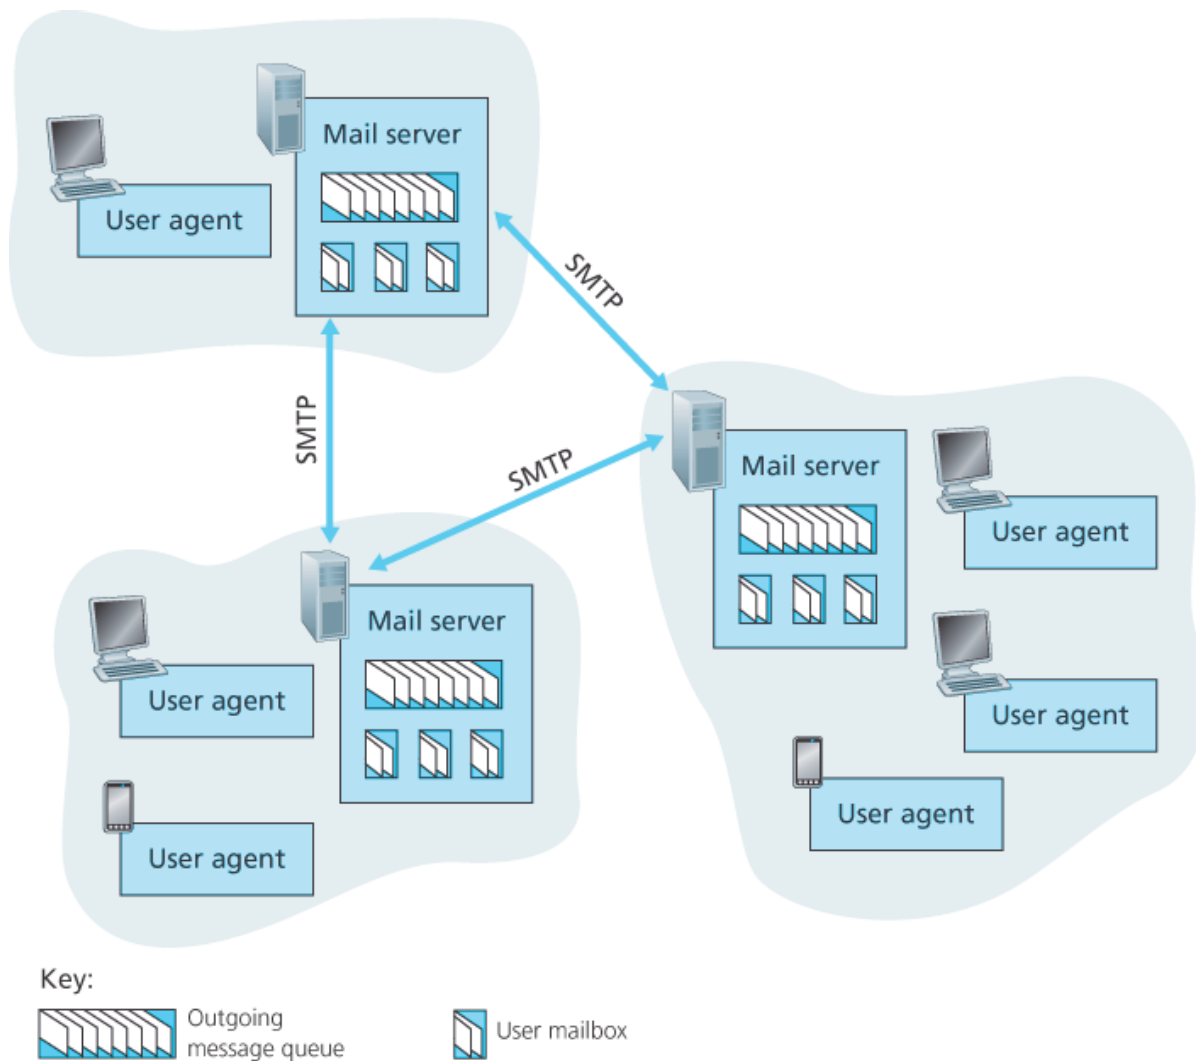 Mail server
User agent
SMTP
SMTP
SMTP
Mail server
User agent
User agent
User agent
Mail server
User agent
User agent
Key:
Outgoing
message queue
User mailbox